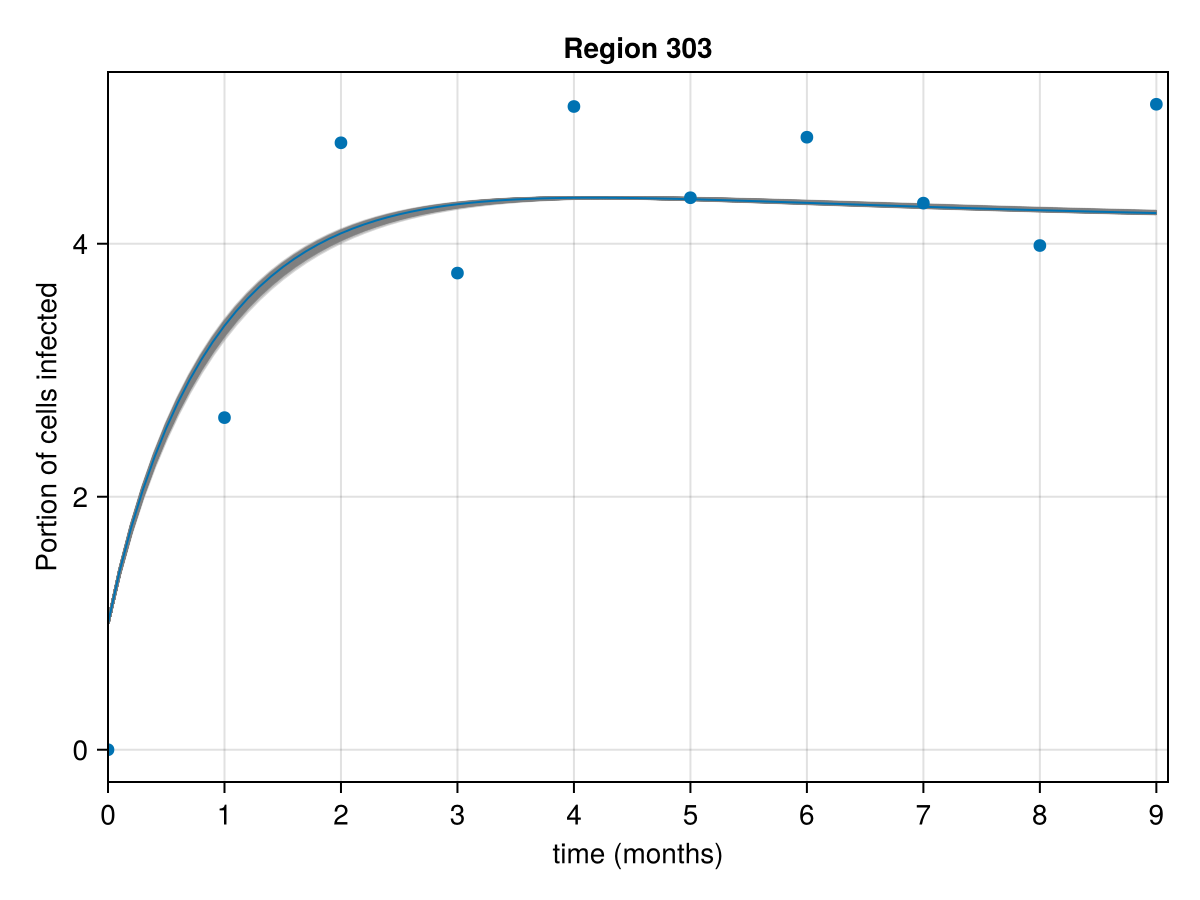 Region 303
Portion of cells infected
4
2
0
0 1 2 3 4 5 6 7 8 9
time (months)